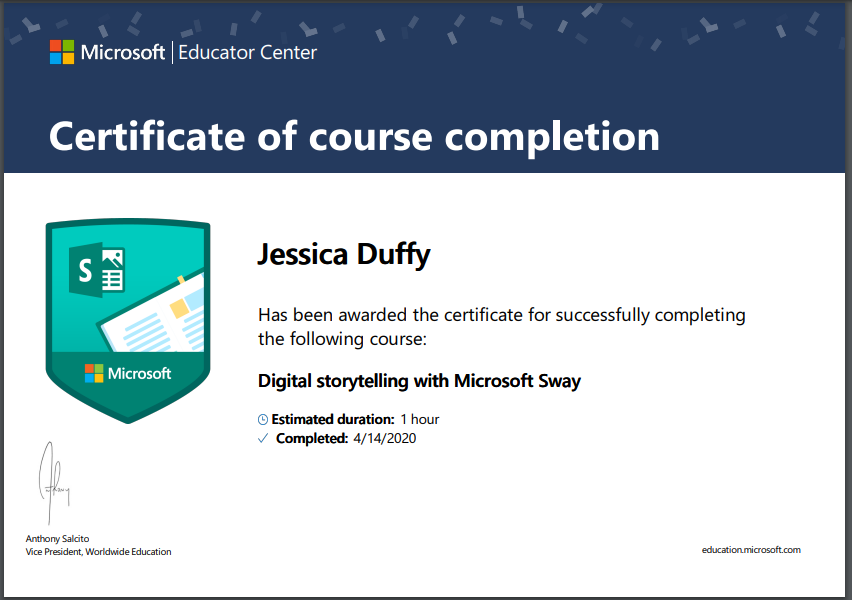 Microsoft | Educator Center
Certificate of course completion
S
Microsoft
Jessica Duffy
Has been awarded the certificate for successfully completing
the following course:
Digital storytelling with Microsoft Sway
Estimated duration: 1 hour
Completed: 4/14/2020
Anthony Salcito
Vice President, Worldwide Education
education.microsoft.com